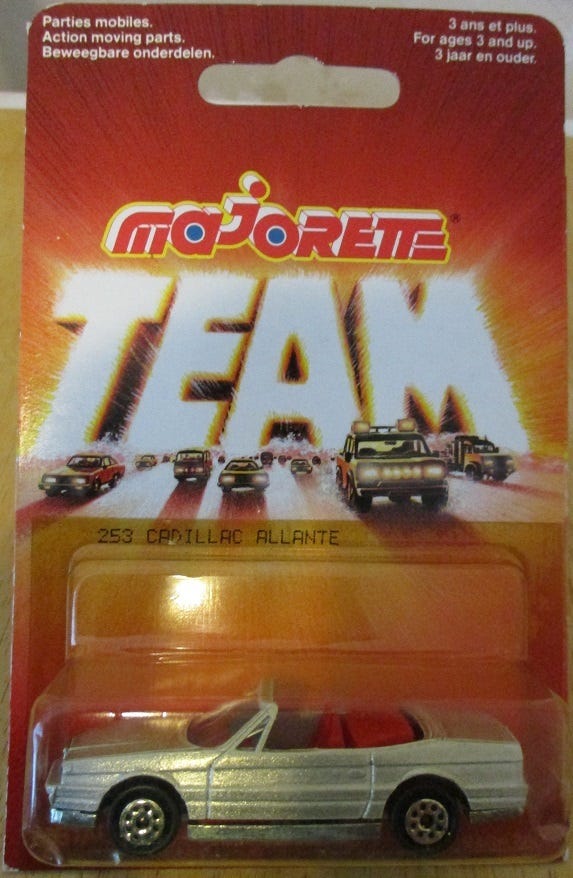 Parties mobiles.
Action moving parts.
Beweegbare onderdelen.
3 ans et plus.
For ages 3 and up.
3 jaar en ouder.
majorette®
TEAM
253 CADILLAC ALLANTE